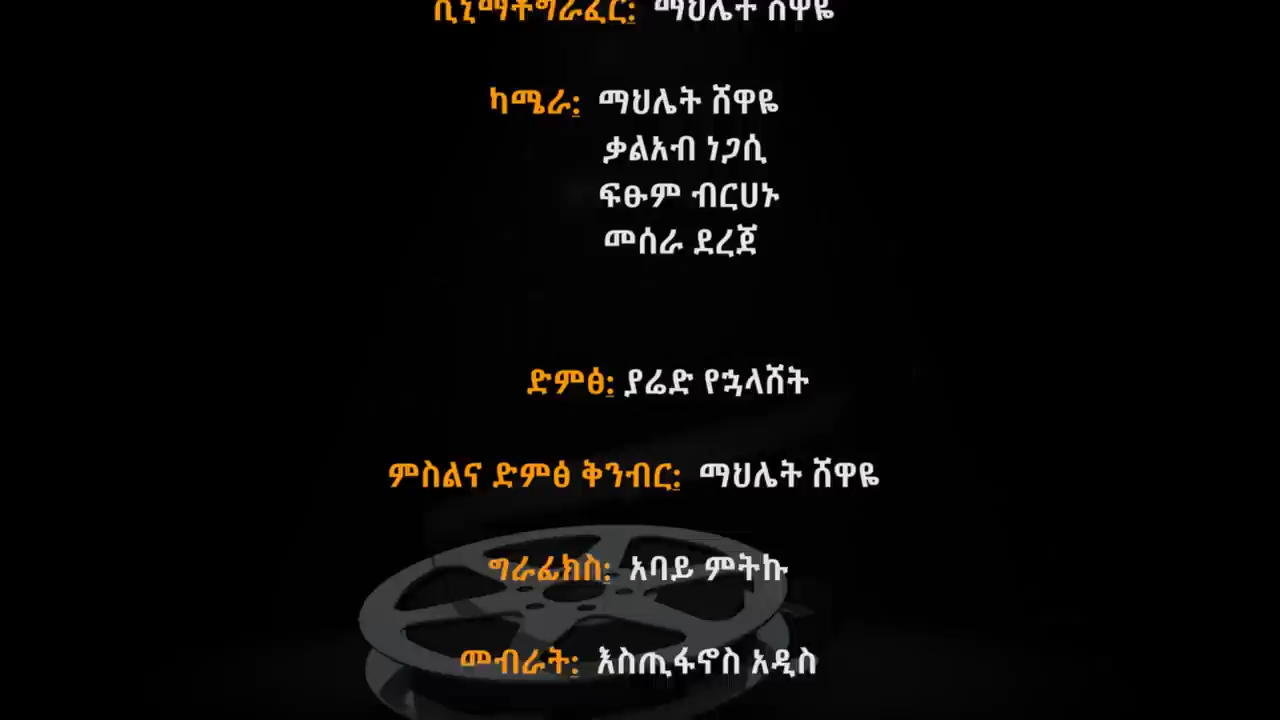 ሲኒማቶግራፈር: ማህሌት ሸዋዬ
ካሜራ: ማህሌት ሸዋዬ
ቃልአብ ነጋሲ
ፍፁም ብርሀኑ
መሰራ ደረጀ
ድምፅ: ያሬድ የኋላሸት
ምስልና ድምፅ ቅንብር: ማህሌት ሸዋዬ
ግራፊክስ: አባይ ምትኩ
መብራት: እስጢፋኖስ አዲስ